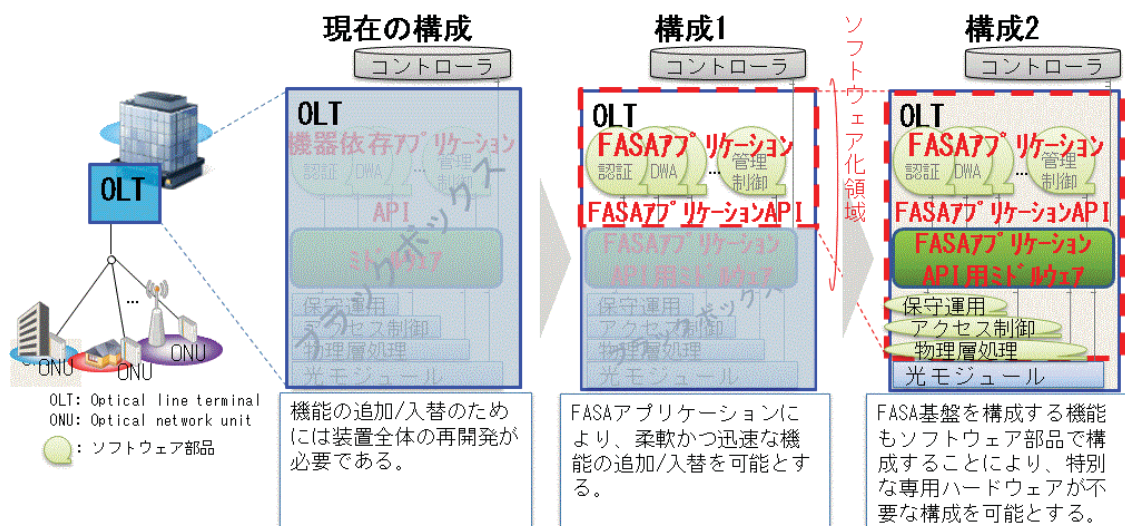 現在の構成
コントローラ
OLT
機器依存アプリケーション
認証
DWA
...
管理
制御
API
ミドルウェア
ブラックボックス
保守運用
アクセス制御
物理層処理
光モジュール
機能の追加/入替のため
には装置全体の再開発が
必要である。
構成1
コントローラ
OLT
FASAアプリケーション
認証
DWA
...
管理
制御
FASAアプリケーションAPI
FASAアプリケーション
API用ミドルウェア
ブラックボックス
保守運用
アクセス制御
物理層処理
光モジュール
FASAアプリケーションに
より、柔軟かつ迅速な機
能の追加/入替を可能とす
る。
ソフトウェア化領域
構成2
コントローラ
OLT
FASAアプリケーション
認証
DWA
...
管理
制御
FASAアプリケーションAPI
FASAアプリケーション
API用ミドルウェア
保守運用
アクセス制御
物理層処理
光モジュール
FASA基盤を構成する機能
もソフトウェア部品で構
成することにより、特別
な専用ハードウェアが不
要な構成を可能とする。
OLT
...
ONU
ONU
ONU
OLT: Optical line terminal
ONU: Optical network unit
: ソフトウェア部品